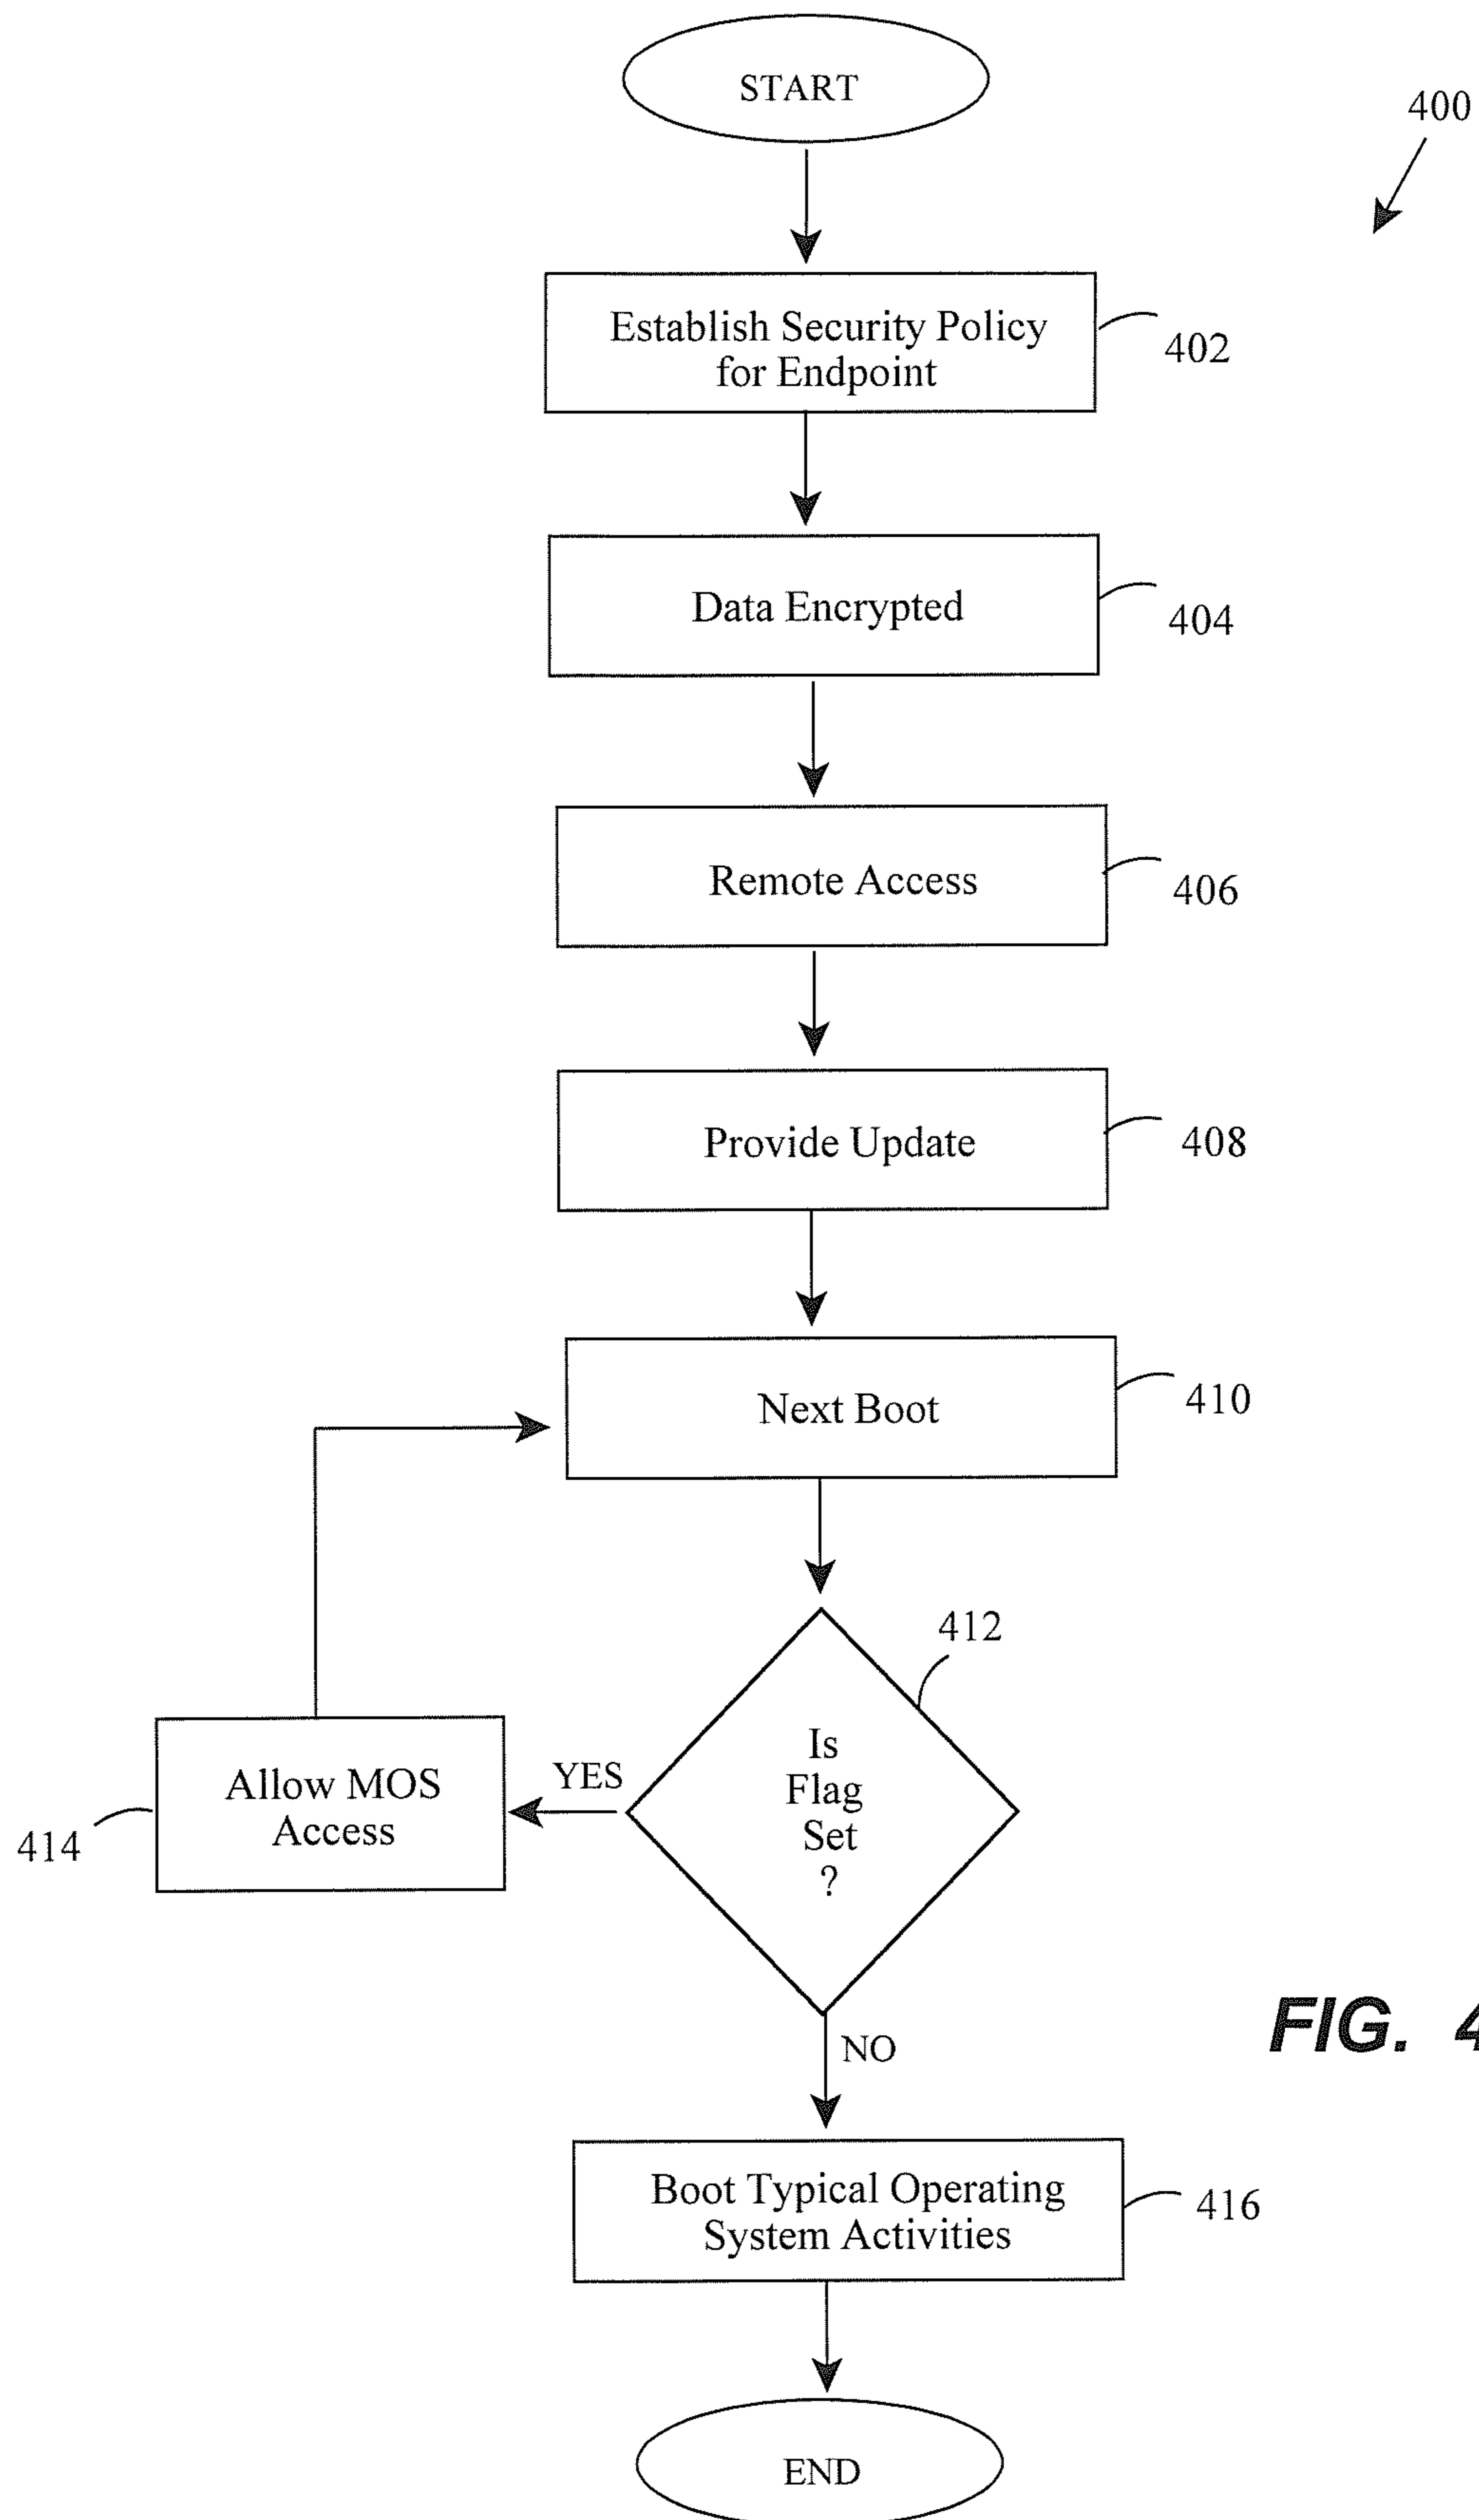 START
400
Establish Security Policy
for Endpoint
402
Data Encrypted
404
Remote Access
406
Provide Update
408
Next Boot
410
412
Is
Flag
Set
?
YES
Allow MOS
Access
414
NO
FIG. 4
Boot Typical Operating
System Activities
416
END